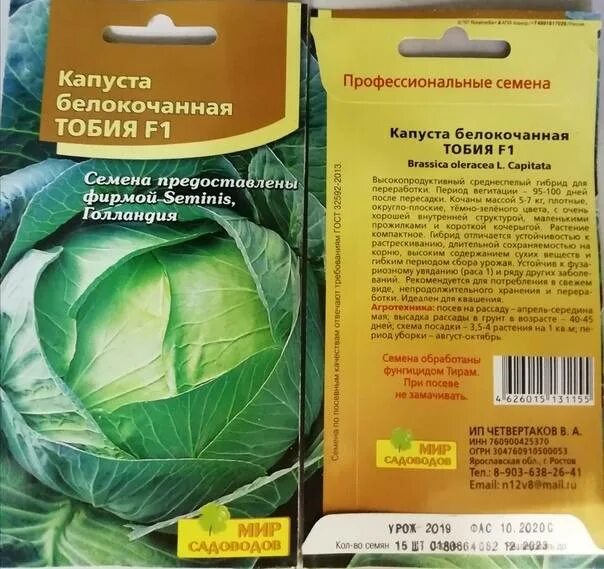 Капуста
белокочанная
ТОБИЯ F1
Семена предоставлены
фирмой Seminis,
Голландия
МИР
САДОВОДОВ
Профессиональные семена
Капуста белокочанная
ТОБИЯ F1
Brassica oleracea L. Capitata
Высокопродуктивный среднеспелый гибрид для
переработки. Период вегетации - 95-100 дней
после пересадки. Кочаны массой 5-7 кг, плотные,
округло-плоские, тёмно-зелёного цвета, с очень
хорошей внутренней структурой, маленькими
прожилками и короткой кочерыгой. Растение
компактное. Гибрид отличается устойчивостью к
растрескиванию, длительной сохраняемостью на
корню, высоким содержанием сухих веществ и
гибким периодом сбора урожая. Устойчив к фуза-
риозному увяданию (раса 1) и ряду других заболе-
ваний. Рекомендуется для потребления в свежем
виде, непродолжительного хранения и перера-
ботки. Идеален для квашения.
Агротехника: посев на рассаду - апрель-середина
мая; высадка рассады в грунт в возрасте - 40-45
дней; схема посадки - 3,5-4 растения на 1 кв.м; пе-
риод уборки - август-октябрь.
Семена обработаны
фунгицидом Тирам.
При посеве
не замачивать.
4 626015 131155
Семена по посевным качествам отвечают требованиям ГОСТ 32592-2013
МИР
САДОВОДОВ
ИП ЧЕТВЕРТАКОВ В. А.
ИНН 760900425370
ОГРН 304760910500053
Ярославская обл., г. Ростов
Тел.: 8-903-638-26-41
Email: n12v8@mail.ru
УРОЖ 2019 ФАС 10.2020С
Кол-во семян 15 ШТ 12.2023